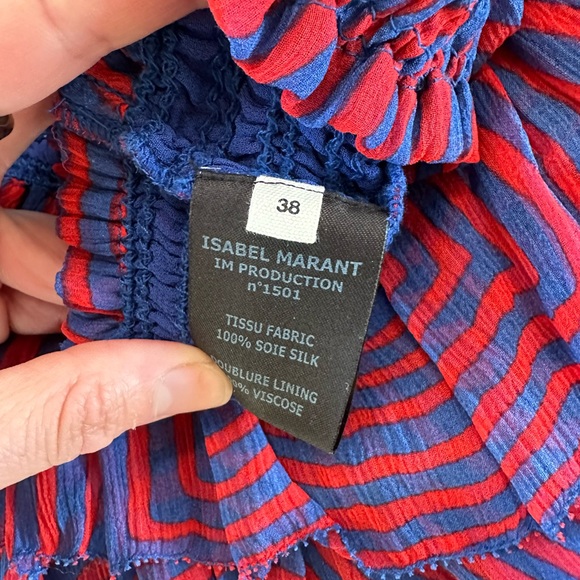 38
ISABEL MARANT
IM PRODUCTION
n°1501
TISSU FABRIC
100% SOIE SILK
LINING
VISCOSE